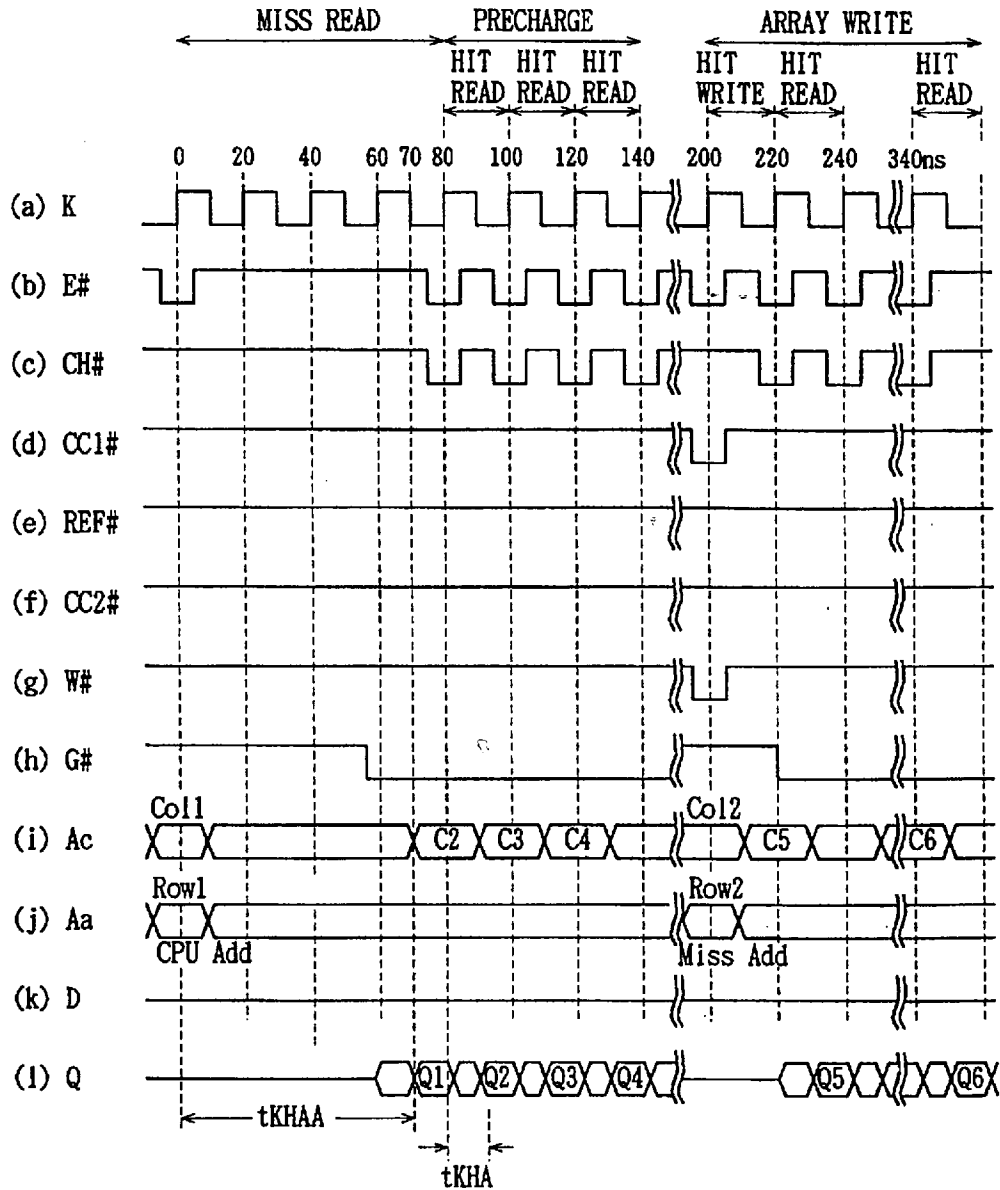 MISS READ PRECHARGE ARRAY WRITE
HIT READ HIT READ HIT READ HIT WRITE HIT READ HIT READ
0 20 40 60 70 80 100 120 140 200 220 240 340ns
(a) K
(b) E#
(c) CH#
(d) CC1#
(e) REF#
(f) CC2#
(g) W#
(h) G#
Col1 Col2
(i) Ac C2 C3 C4 C5 C6
Row1 Row2
(j) Aa
CPU Add Miss Add
(k) D
(l) Q Q1 Q2 Q3 Q4 Q5 Q6
tKHAA
tKHA